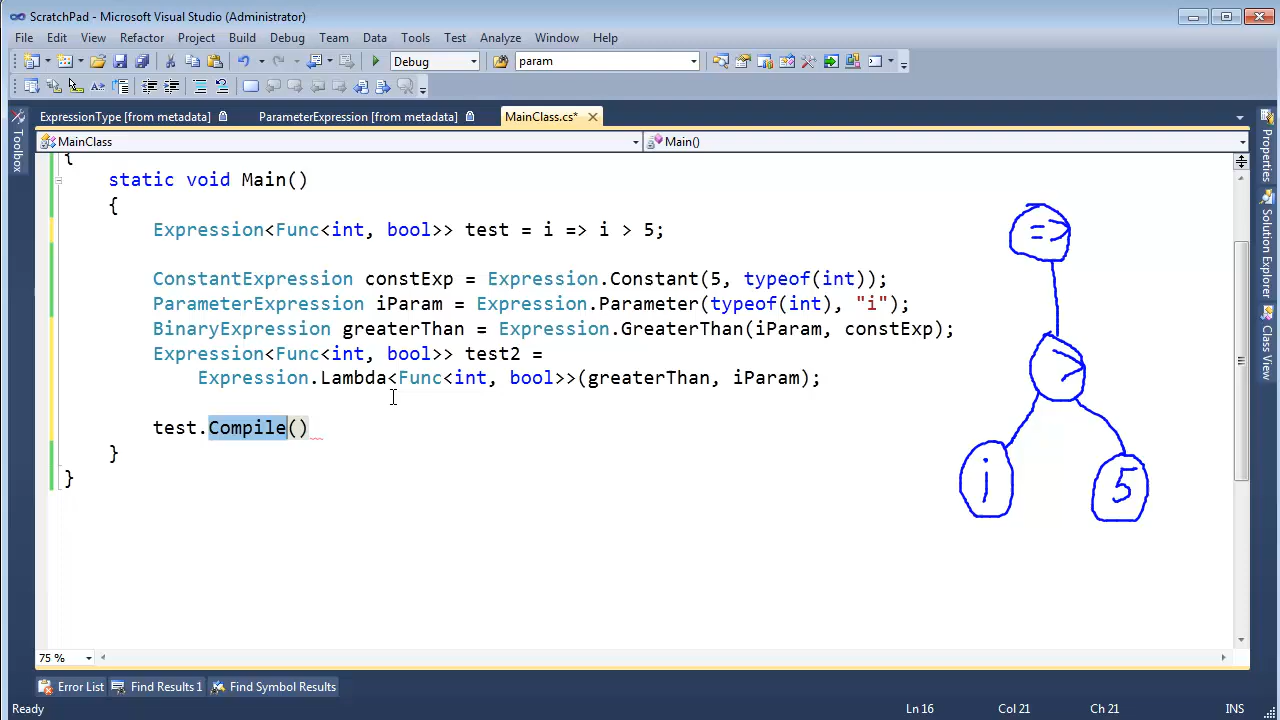 ScratchPad - Microsoft Visual Studio (Administrator)
File Edit View Refactor Project Build Debug Team Data Tools Test Analyze Window Help
Debug param
ExpressionType [from metadata] ParameterExpression [from metadata] MainClass.cs*
MainClass Main()
{
static void Main()
{
Expression<Func<int, bool>> test = i => i > 5;
ConstantExpression constExp = Expression.Constant(5, typeof(int));
ParameterExpression iParam = Expression.Parameter(typeof(int), "i");
BinaryExpression greaterThan = Expression.GreaterThan(iParam, constExp);
Expression<Func<int, bool>> test2 =
Expression.Lambda<Func<int, bool>>(greaterThan, iParam);
test.Compile()
}
}
=>
>
i 5
Toolbox
Properties
Solution Explorer
Class View
75 %
Error List Find Results 1 Find Symbol Results
Ready Ln 16 Col 21 Ch 21 INS